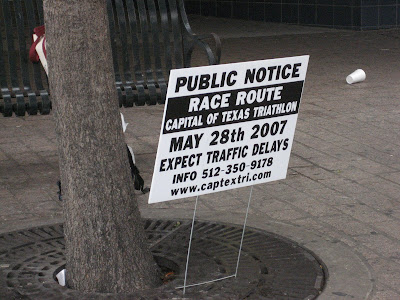 PUBLIC NOTICE
RACE ROUTE
CAPITAL OF TEXAS TRIATHLON
MAY 28th 2007
EXPECT TRAFFIC DELAYS
INFO 512-350-9178
www.captextri.com